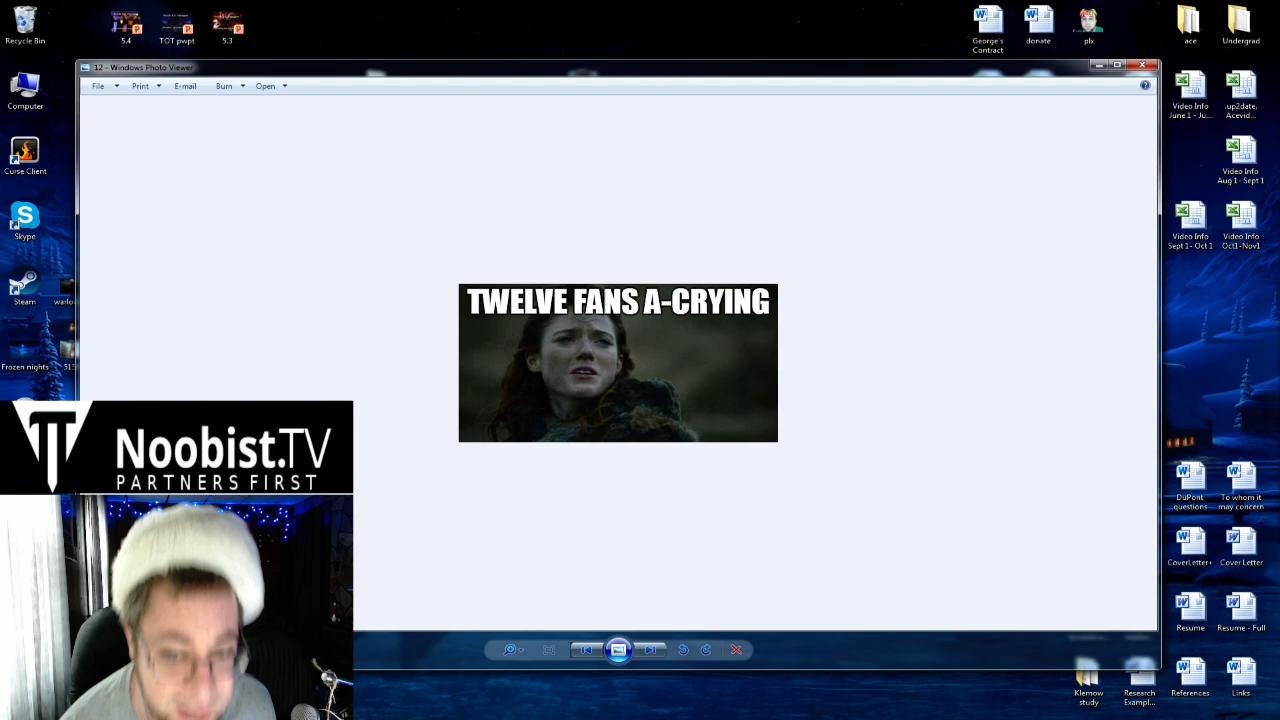 Recycle Bin
5.4
TOT pwpt
5.3
George's
Contract
donate
plx
ace
Undergrad
12 - Windows Photo Viewer
File
Print
E-mail
Burn
Open
Computer
Video Info
June 1 - Ju...
.up2date.
Acevid...
Curse Client
Video Info
Aug 1- Sept 1
Skype
Video Info
Sept 1- Oct 1
Video Info
Oct1-Nov1
Steam
warlo
TWELVE FANS A-CRYING
Frozen nights
Noobist.TV
PARTNERS FIRST
DuPont
questions
To whom it
may concern
CoverLetter+
Cover Letter
Resume
Resume - Full
Klemow
study
Research
Exampl...
References
Links